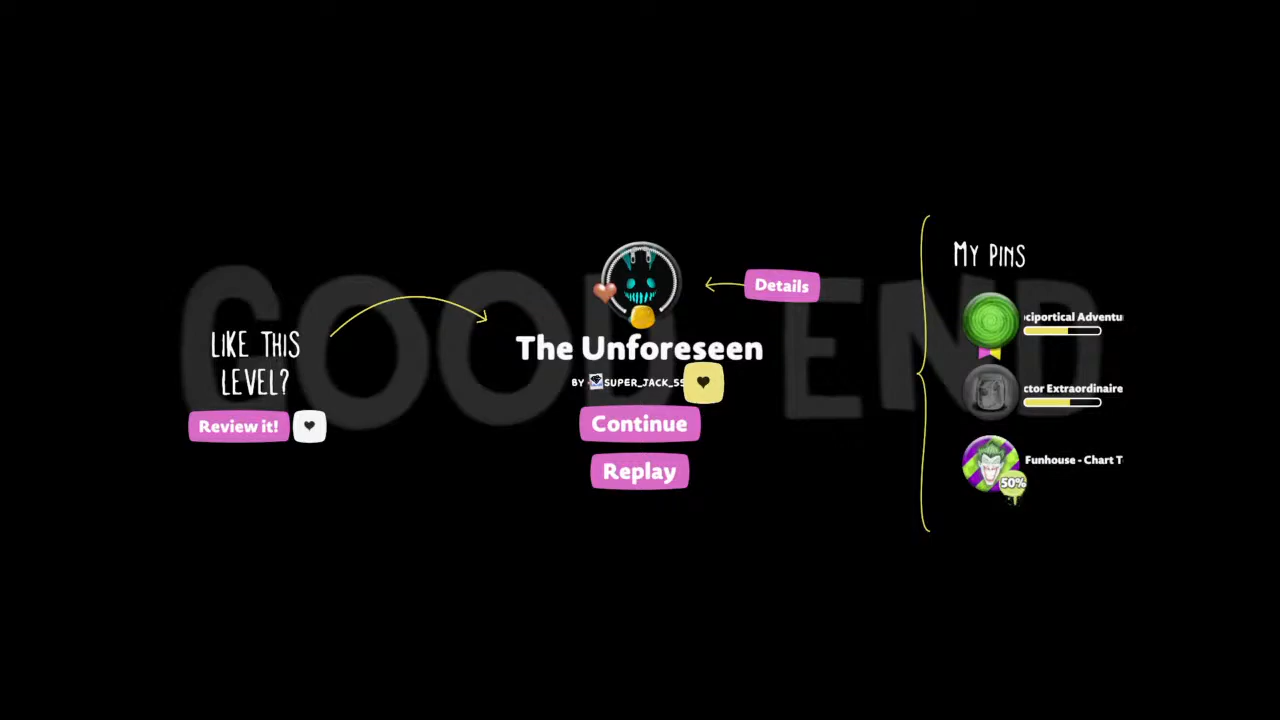 GOOD END
LIKE THIS
LEVEL?
Review it!
Details
The Unforeseen
BY SUPER_JACK_55
Continue
Replay
MY PINS
ciportical Adventu
ctor Extraordinaire
Funhouse - Chart T
50%